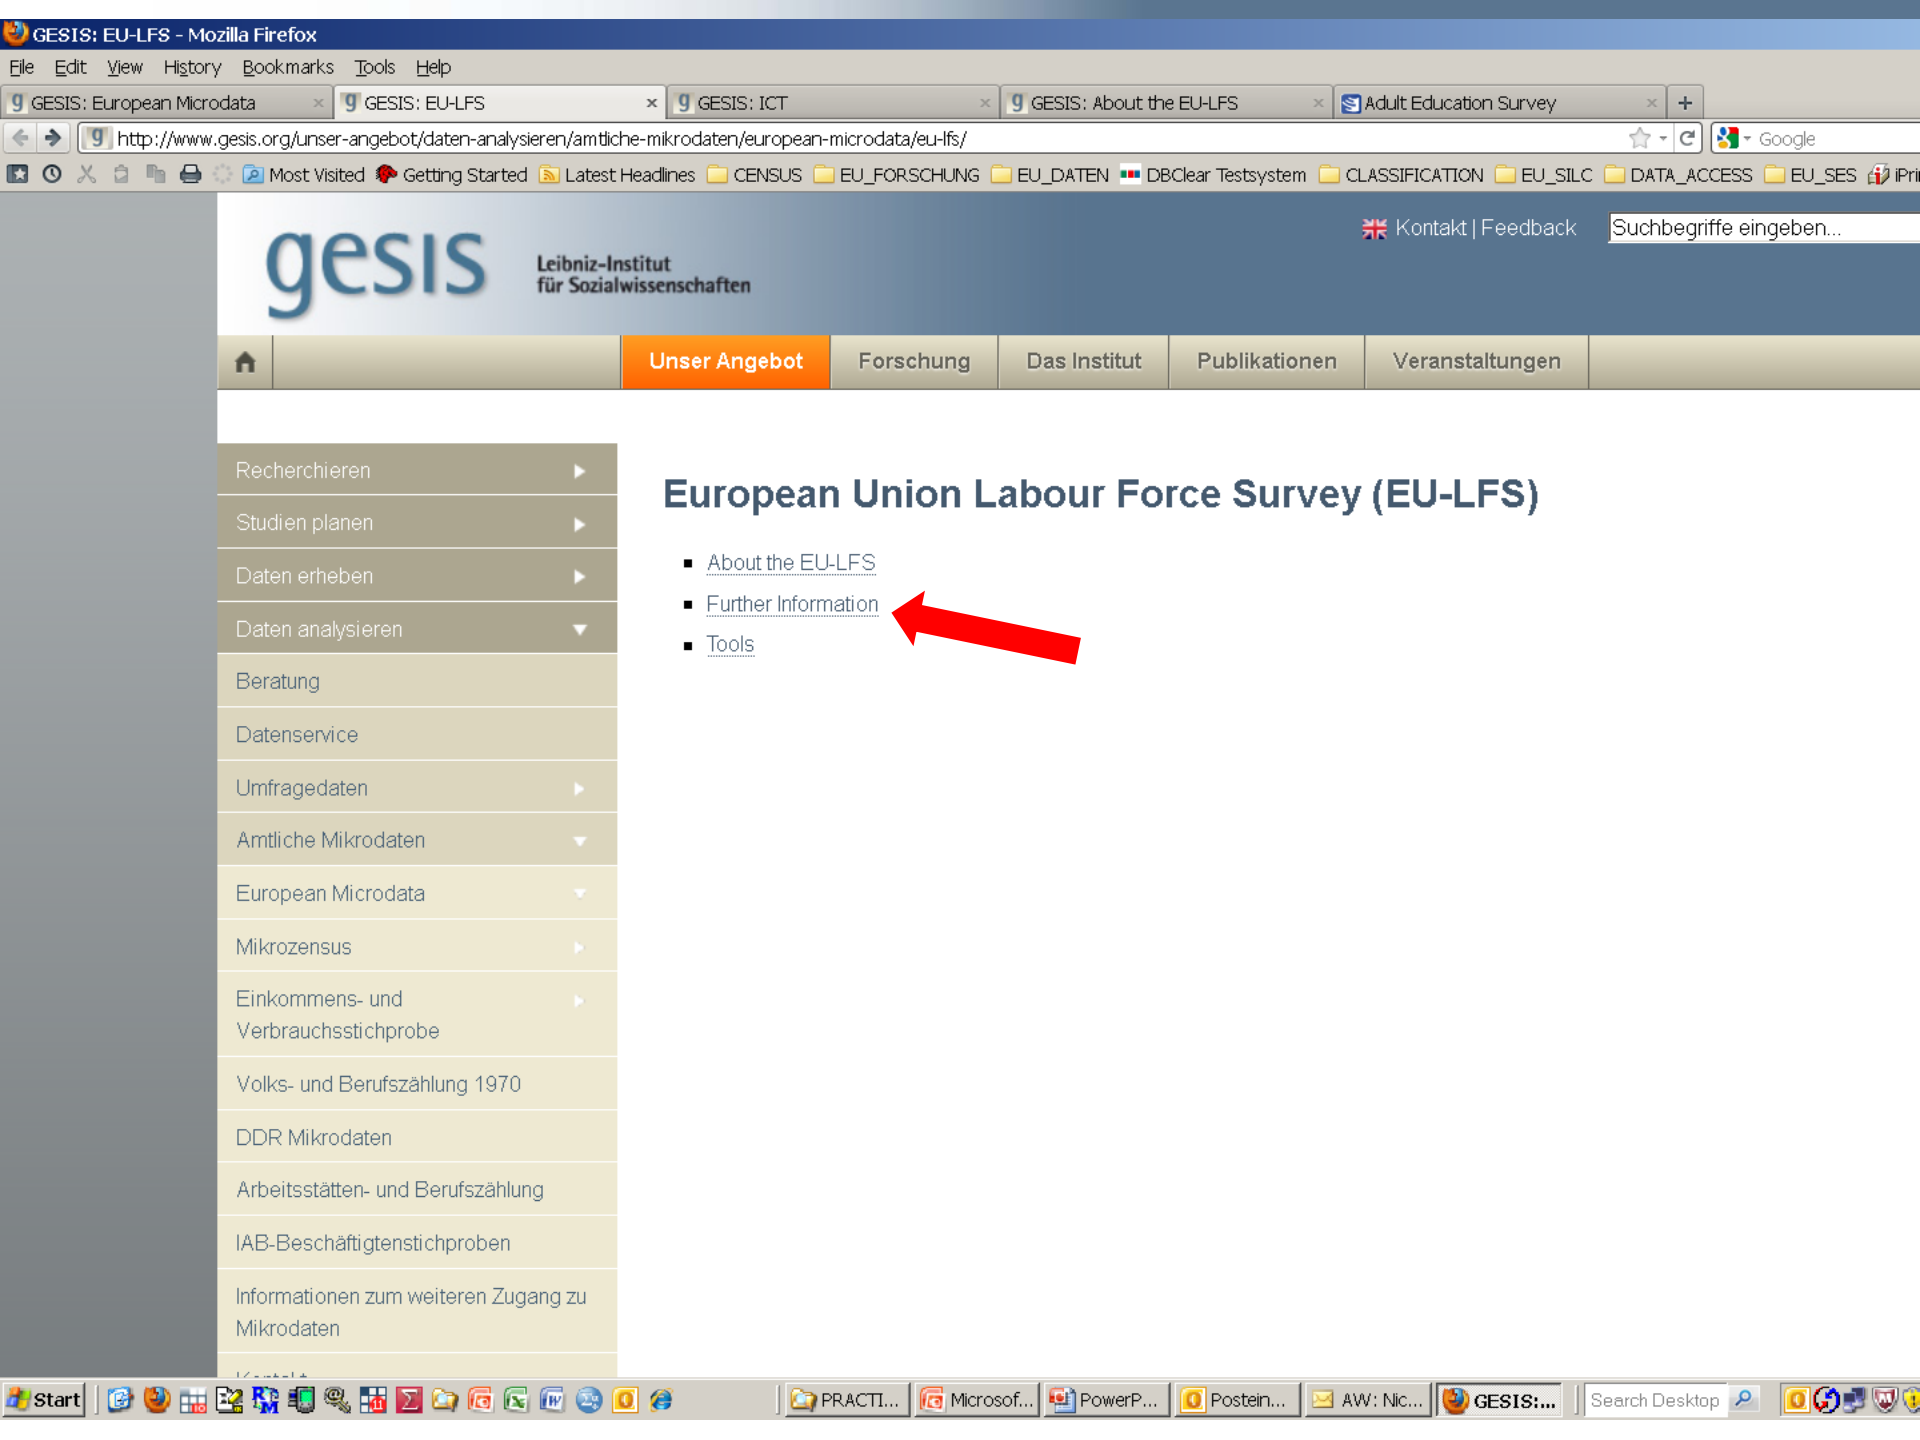 GESIS: EU-LFS - Mozilla Firefox
File Edit View History Bookmarks Tools Help
GESIS: European Microdata × GESIS: EU-LFS × GESIS: ICT × GESIS: About the EU-LFS × Adult Education Survey × +
http://www.gesis.org/unser-angebot/daten-analysieren/amtliche-mikrodaten/european-microdata/eu-lfs/ Google
Most Visited Getting Started Latest Headlines CENSUS EU_FORSCHUNG EU_DATEN DBClear Testsystem CLASSIFICATION EU_SILC DATA_ACCESS EU_SES
Kontakt | Feedback Suchbegriffe eingeben...
gesis
Leibniz-Institut
für Sozialwissenschaften
Unser Angebot Forschung Das Institut Publikationen Veranstaltungen
Recherchieren
Studien planen
Daten erheben
Daten analysieren
Beratung
Datenservice
Umfragedaten
Amtliche Mikrodaten
European Microdata
Mikrozensus
Einkommens- und
Verbrauchsstichprobe
Volks- und Berufszählung 1970
DDR Mikrodaten
Arbeitsstätten- und Berufszählung
IAB-Beschäftigtenstichproben
Informationen zum weiteren Zugang zu
Mikrodaten
European Union Labour Force Survey (EU-LFS)
About the EU-LFS
Further Information
Tools
Start PRACTI... Microsof... PowerP... Postein... AW: Nic... GESIS:... Search Desktop